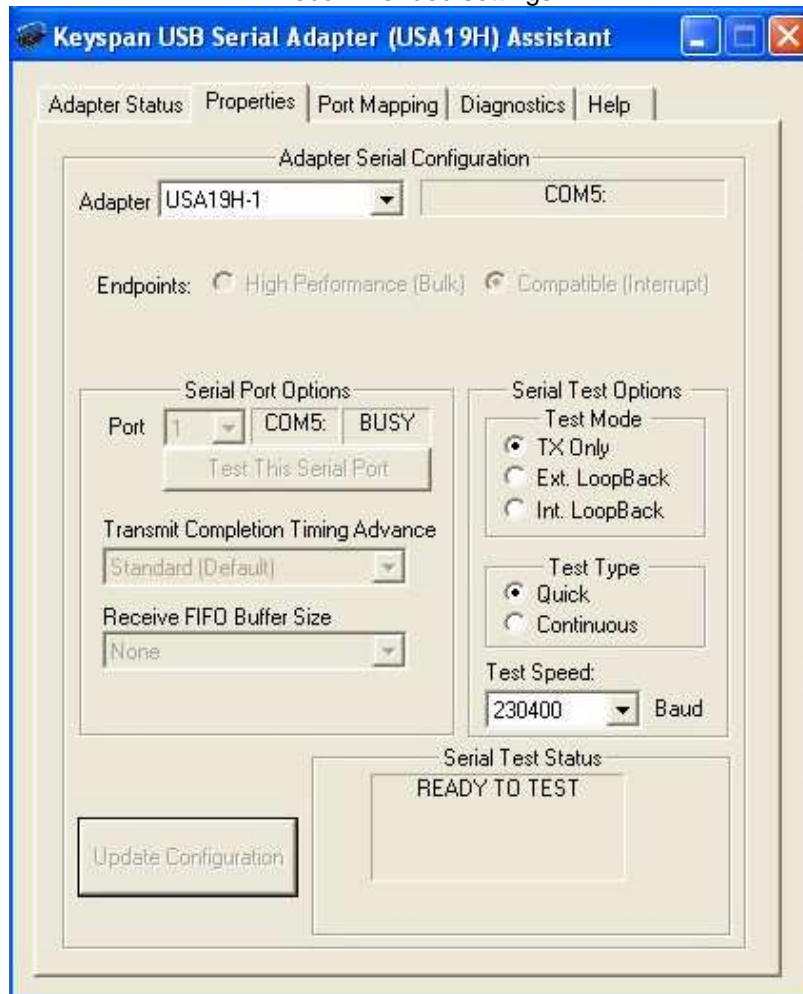 Keyspan USB Serial Adapter (USA19H) Assistant
Adapter Status Properties Port Mapping Diagnostics Help
Adapter Serial Configuration
Adapter USA19H-1 COM5:
Endpoints: High Performance (Bulk) Compatible (Interrupt)
Serial Port Options
Port 1 COM5: BUSY
Test This Serial Port
Transmit Completion Timing Advance
Standard (Default)
Receive FIFO Buffer Size
None
Serial Test Options
Test Mode
TX Only
Ext. LoopBack
Int. LoopBack
Test Type
Quick
Continuous
Test Speed:
230400 Baud
Serial Test Status
READY TO TEST
Update Configuration